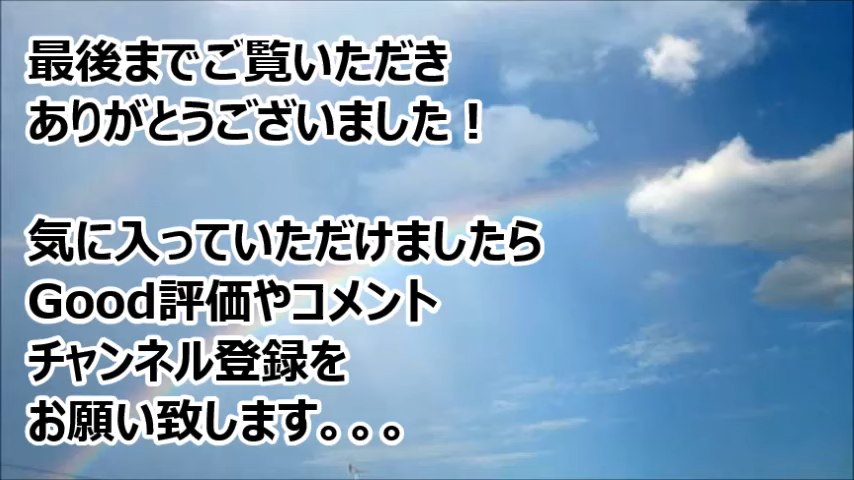 最後までご覧いただき
ありがとうございました！
気に入っていただけましたら
Good評価やコメント
チャンネル登録を
お願い致します。。。